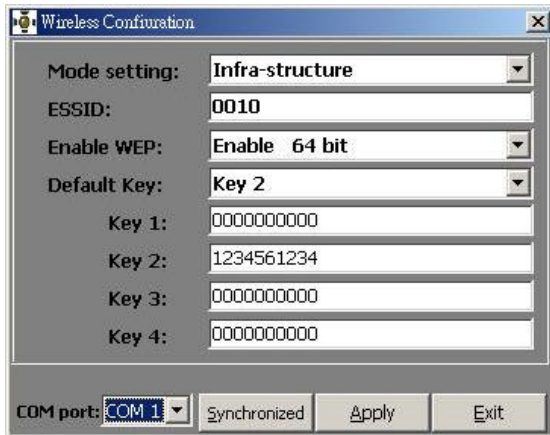 Wireless Confiuration
Mode setting: Infra-structure
ESSID: 0010
Enable WEP: Enable 64 bit
Default Key: Key 2
Key 1: 0000000000
Key 2: 1234561234
Key 3: 0000000000
Key 4: 0000000000
COM port: COM 1 Synchronized Apply Exit